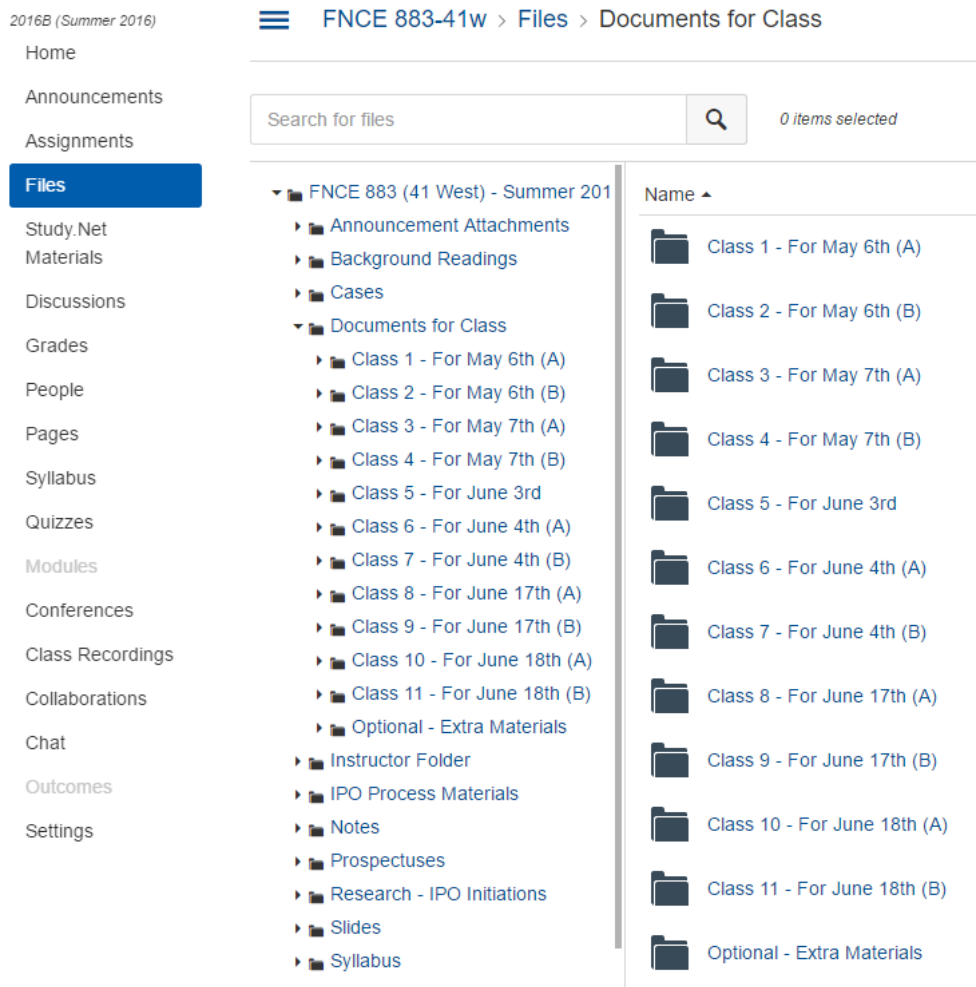 2016B (Summer 2016)
Home
Announcements
Assignments
Files
Study.Net
Materials
Discussions
Grades
People
Pages
Syllabus
Quizzes
Modules
Conferences
Class Recordings
Collaborations
Chat
Outcomes
Settings
FNCE 883-41w > Files > Documents for Class
Search for files
0 items selected
FNCE 883 (41 West) - Summer 201
Announcement Attachments
Background Readings
Cases
Documents for Class
Class 1 - For May 6th (A)
Class 2 - For May 6th (B)
Class 3 - For May 7th (A)
Class 4 - For May 7th (B)
Class 5 - For June 3rd
Class 6 - For June 4th (A)
Class 7 - For June 4th (B)
Class 8 - For June 17th (A)
Class 9 - For June 17th (B)
Class 10 - For June 18th (A)
Class 11 - For June 18th (B)
Optional - Extra Materials
Instructor Folder
IPO Process Materials
Notes
Prospectuses
Research - IPO Initiations
Slides
Syllabus
Name
Class 1 - For May 6th (A)
Class 2 - For May 6th (B)
Class 3 - For May 7th (A)
Class 4 - For May 7th (B)
Class 5 - For June 3rd
Class 6 - For June 4th (A)
Class 7 - For June 4th (B)
Class 8 - For June 17th (A)
Class 9 - For June 17th (B)
Class 10 - For June 18th (A)
Class 11 - For June 18th (B)
Optional - Extra Materials